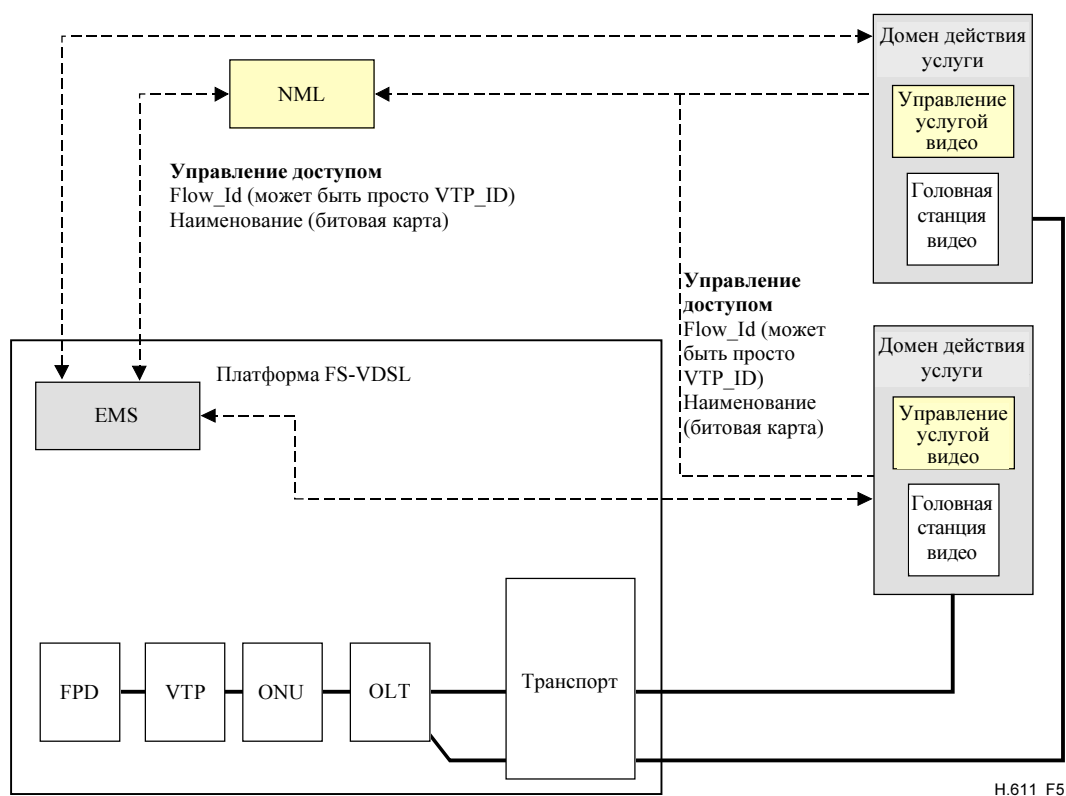 Домен действия
услуги
NML
Управление
услугой
видео
Управление доступом
Flow_Id (может быть просто VTP_ID)
Наименование (битовая карта)
Головная
станция
видео
Управление
доступом
Flow_Id (может
быть просто
VTP_ID)
Наименование
(битовая карта)
Домен действия
услуги
Платформа FS-VDSL
EMS
Управление
услугой
видео
Головная
станция
видео
FPD
VTP
ONU
OLT
Транспорт
H.611_F5